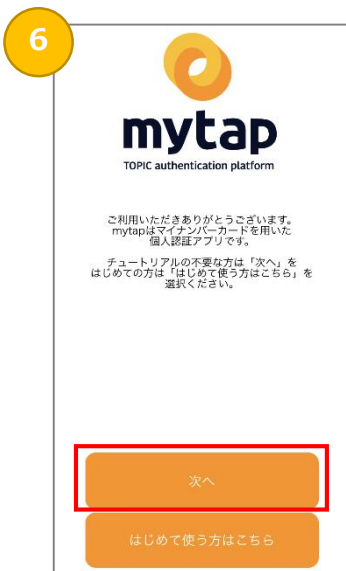 6
mytap
TOPIC authentication platform
ご利用いただきありがとうございます。
mytapはマイナンバーカードを用いた
個人認証アプリです。
チュートリアルの不要な方は「次へ」を
はじめての方は「はじめて使う方はこちら」を
選択ください。
次へ
はじめて使う方はこちら